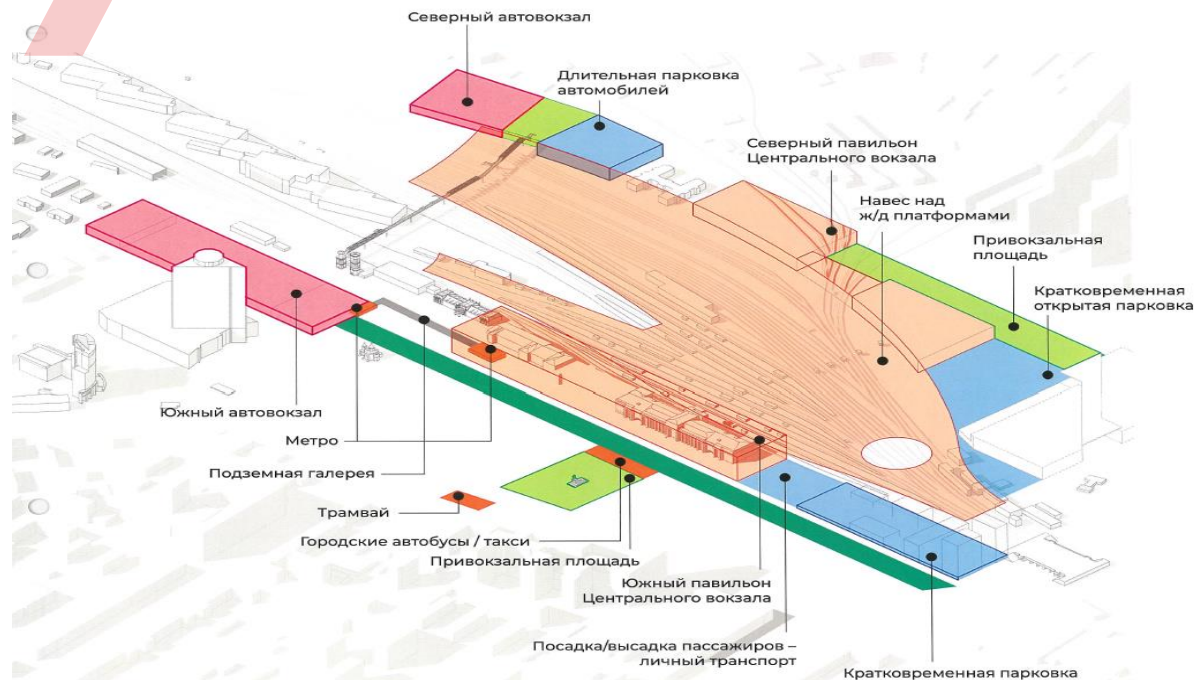 Северный автовокзал
Длительная парковка
автомобилей
Северный павильон
Центрального вокзала
Навес над
ж/д платформами
Привокзальная
площадь
Кратковременная
открытая парковка
Южный автовокзал
Метро
Подземная галерея
Трамвай
Городские автобусы / такси
Привокзальная площадь
Южный павильон
Центрального вокзала
Посадка/высадка пассажиров –
личный транспорт
Кратковременная парковка